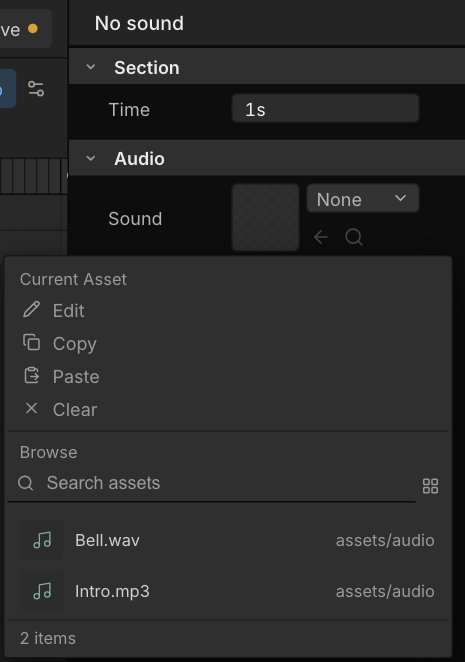 ve
No sound
Section
Time 1s
Audio
Sound None
Current Asset
Edit
Copy
Paste
Clear
Browse
Search assets
Bell.wav assets/audio
Intro.mp3 assets/audio
2 items